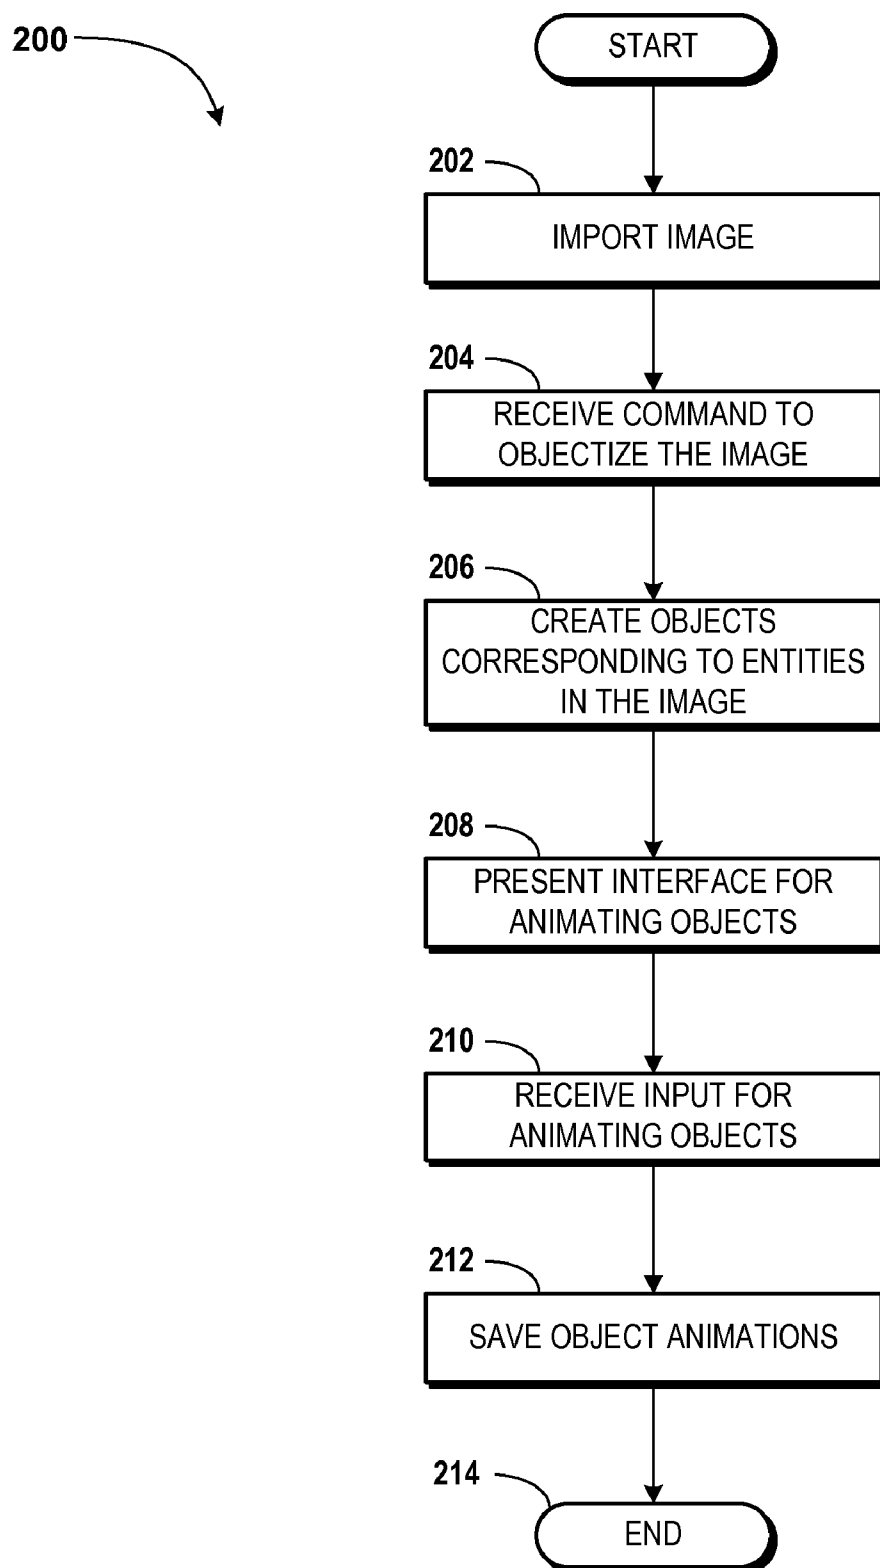 200
START
202
IMPORT IMAGE
204
RECEIVE COMMAND TO
OBJECTIZE THE IMAGE
206
CREATE OBJECTS
CORRESPONDING TO ENTITIES
IN THE IMAGE
208
PRESENT INTERFACE FOR
ANIMATING OBJECTS
210
RECEIVE INPUT FOR
ANIMATING OBJECTS
212
SAVE OBJECT ANIMATIONS
214
END